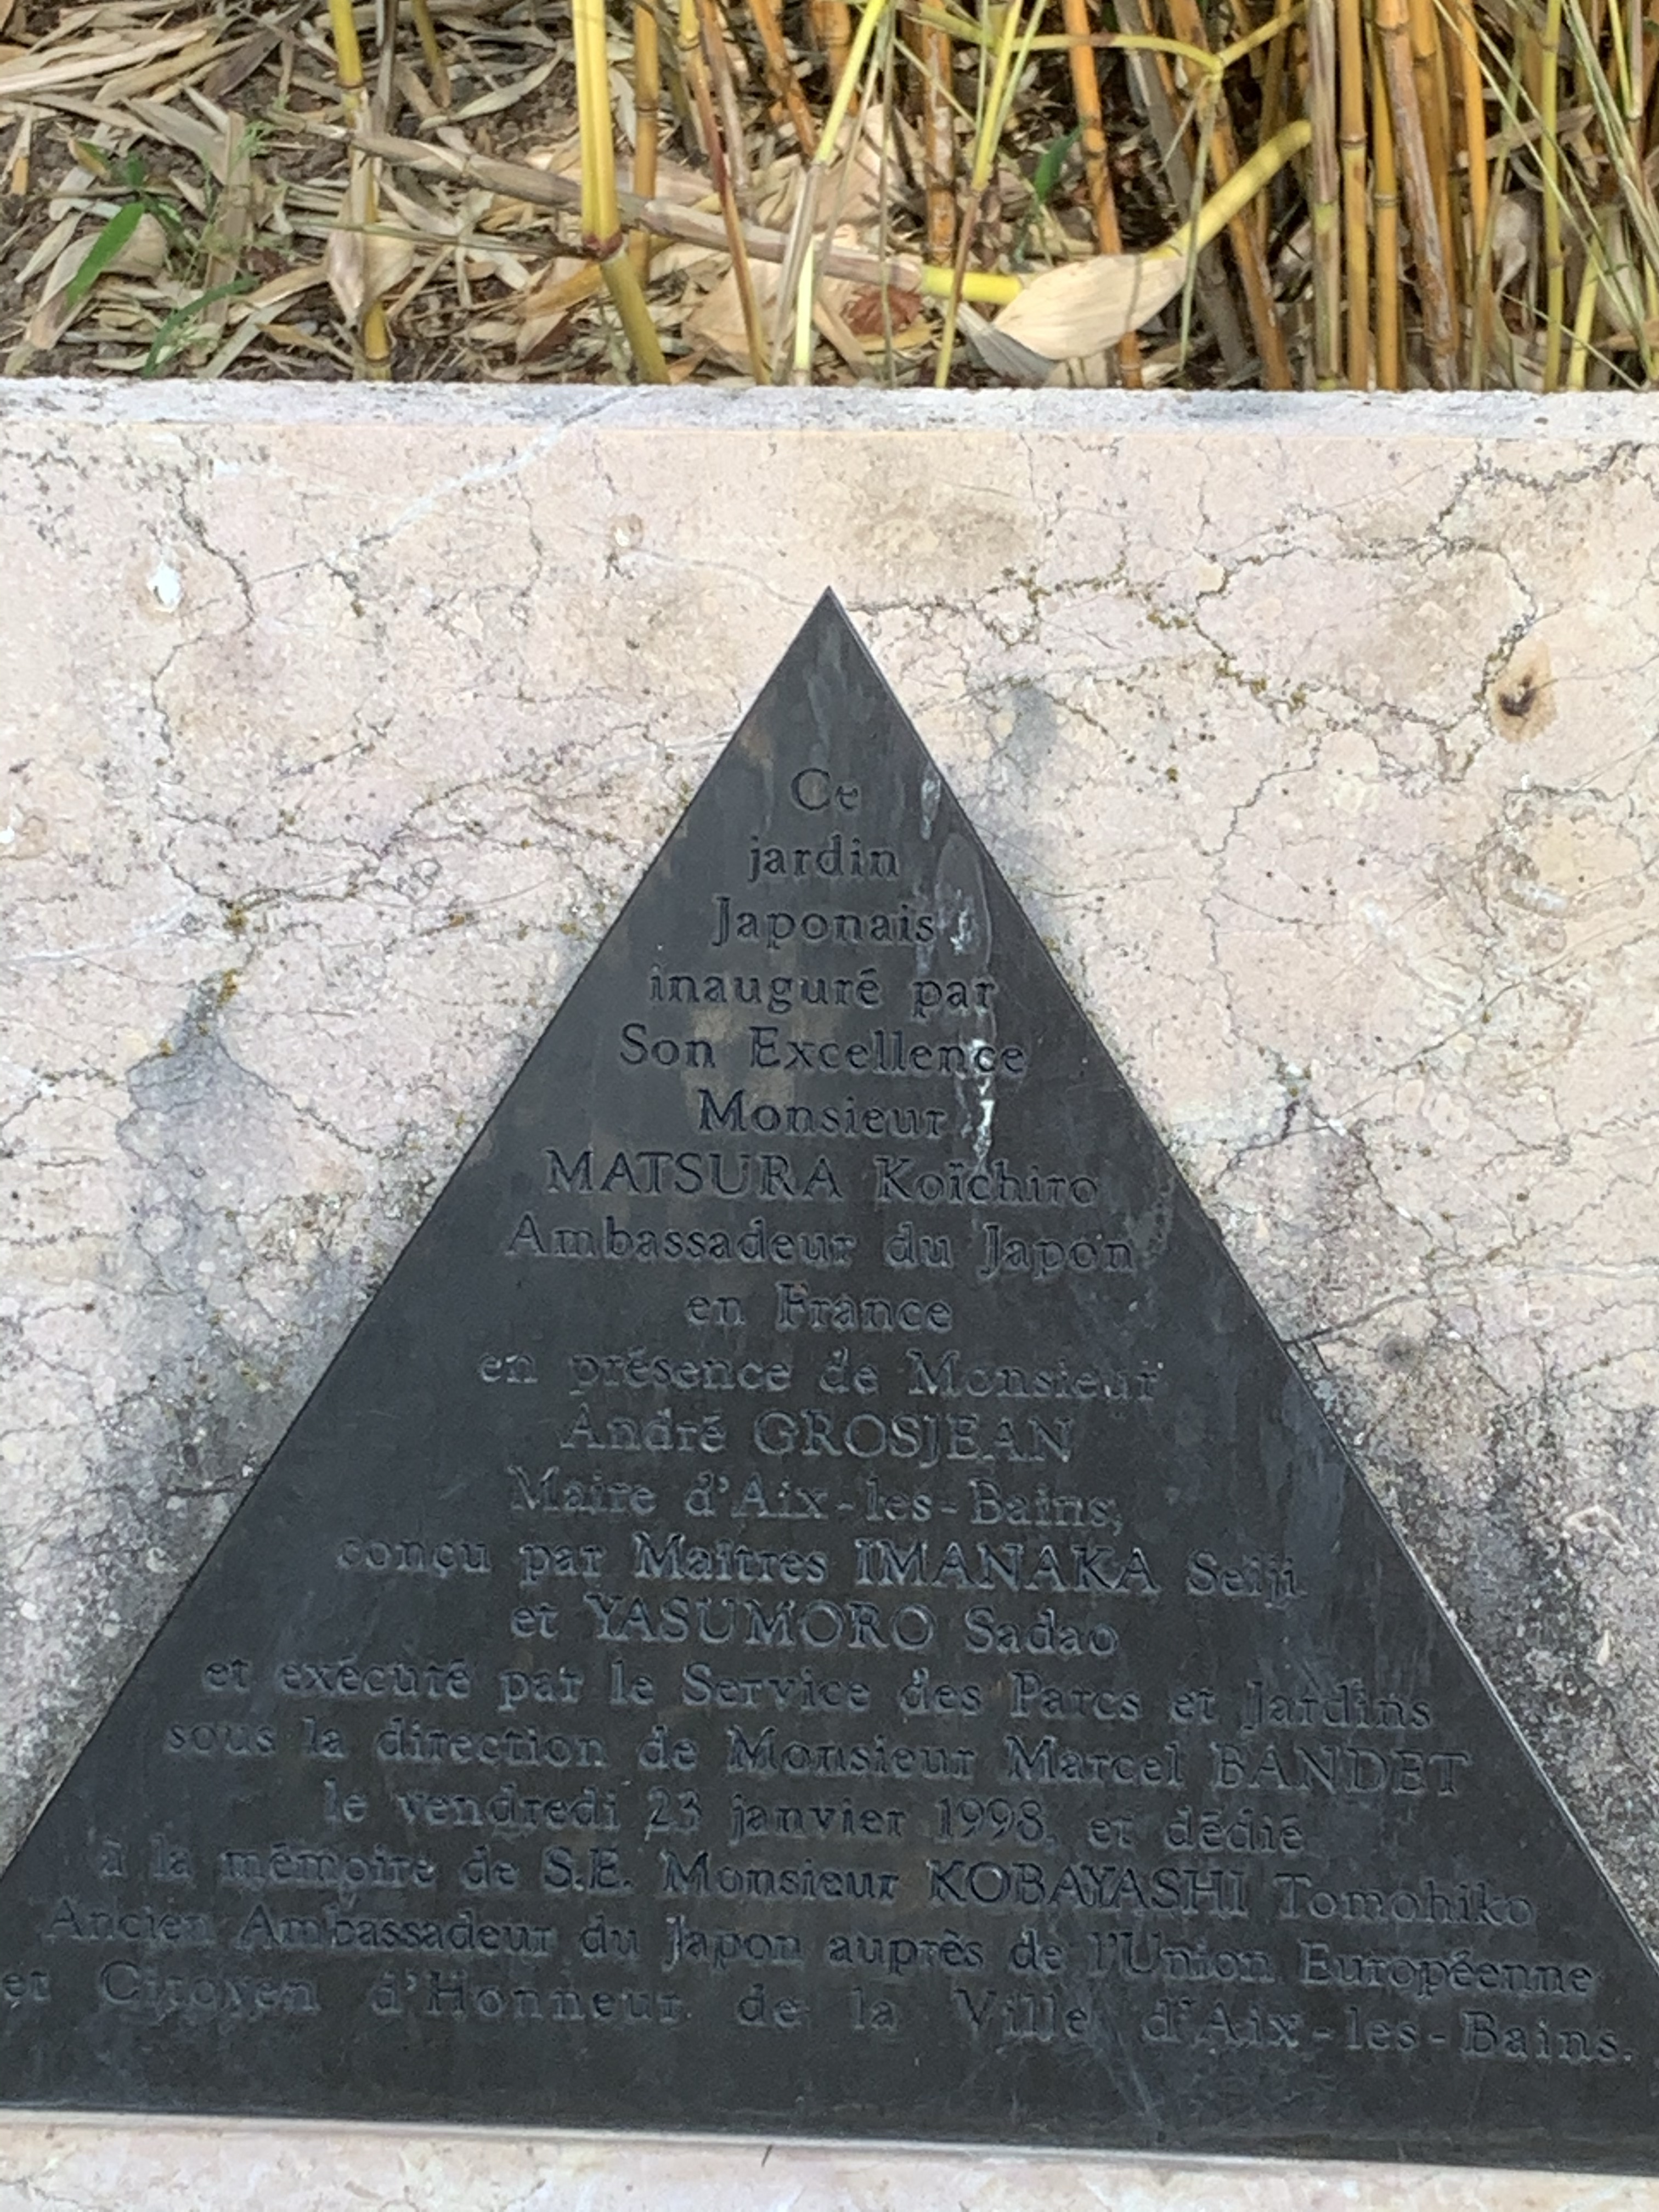 Ce
jardin
Japonais
inauguré par
Son Excellence
Monsieur
MATSURA Koïchiro
Ambassadeur du Japon
en France
en présence de Monsieur
André GROSJEAN
Maire d'Aix-les-Bains,
conçu par Maîtres IMANAKA Seiji
et YASUMORO Sadao
et exécuté par le Service des Parcs et Jardins
sous la direction de Monsieur Marcel BANDET
le vendredi 23 janvier 1998, et dédié
à la mémoire de S.E. Monsieur KOBAYASHI Tomohiko
Ancien Ambassadeur du Japon auprès de l'Union Européenne
et Citoyen d'Honneur de la Ville d'Aix-les-Bains.